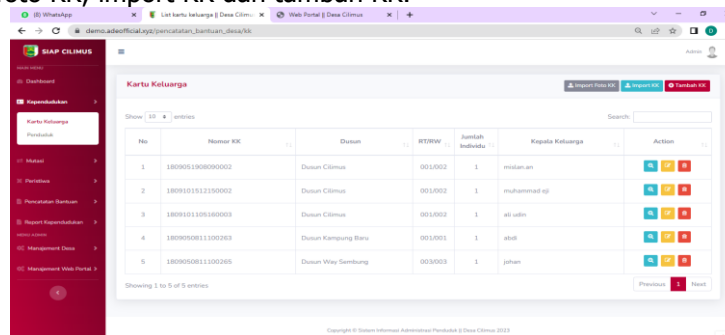 Foto KK, Import KK dan tambah KK.
(8) WhatsApp
List kartu keluarga || Desa Cilimu
Web Portal || Desa Cilimus
demo.adeofficial.xyz/pencatatan_bantuan_desa/kk
SIAP CILIMUS
Admin
MAIN MENU
Dashboard
Kependudukan
Kartu Keluarga
Penduduk
Mutasi
Peristiwa
Pencatatan Bantuan
Report Kependudukan
MENU ADMIN
Manajement Desa
Manajement Web Portal
Kartu Keluarga
Import Foto KK
Import KK
Tambah KK
Show 10 entries
Search:
No Nomor KK Dusun RT/RW Jumlah Individu Kepala Keluarga Action
1 1809051908090002 Dusun Cilimus 001/002 1 mislan.an
2 1809101512150002 Dusun Cilimus 001/002 1 muhammad eji
3 1809101105160003 Dusun Cilimus 001/002 1 ali udin
4 1809050811100263 Dusun Kampung Baru 001/001 1 abdi
5 1809050811100265 Dusun Way Sembung 003/003 1 johan
Showing 1 to 5 of 5 entries
Previous 1 Next
Copyright © Sistem Informasi Administrasi Penduduk || Desa Cilimus 2023